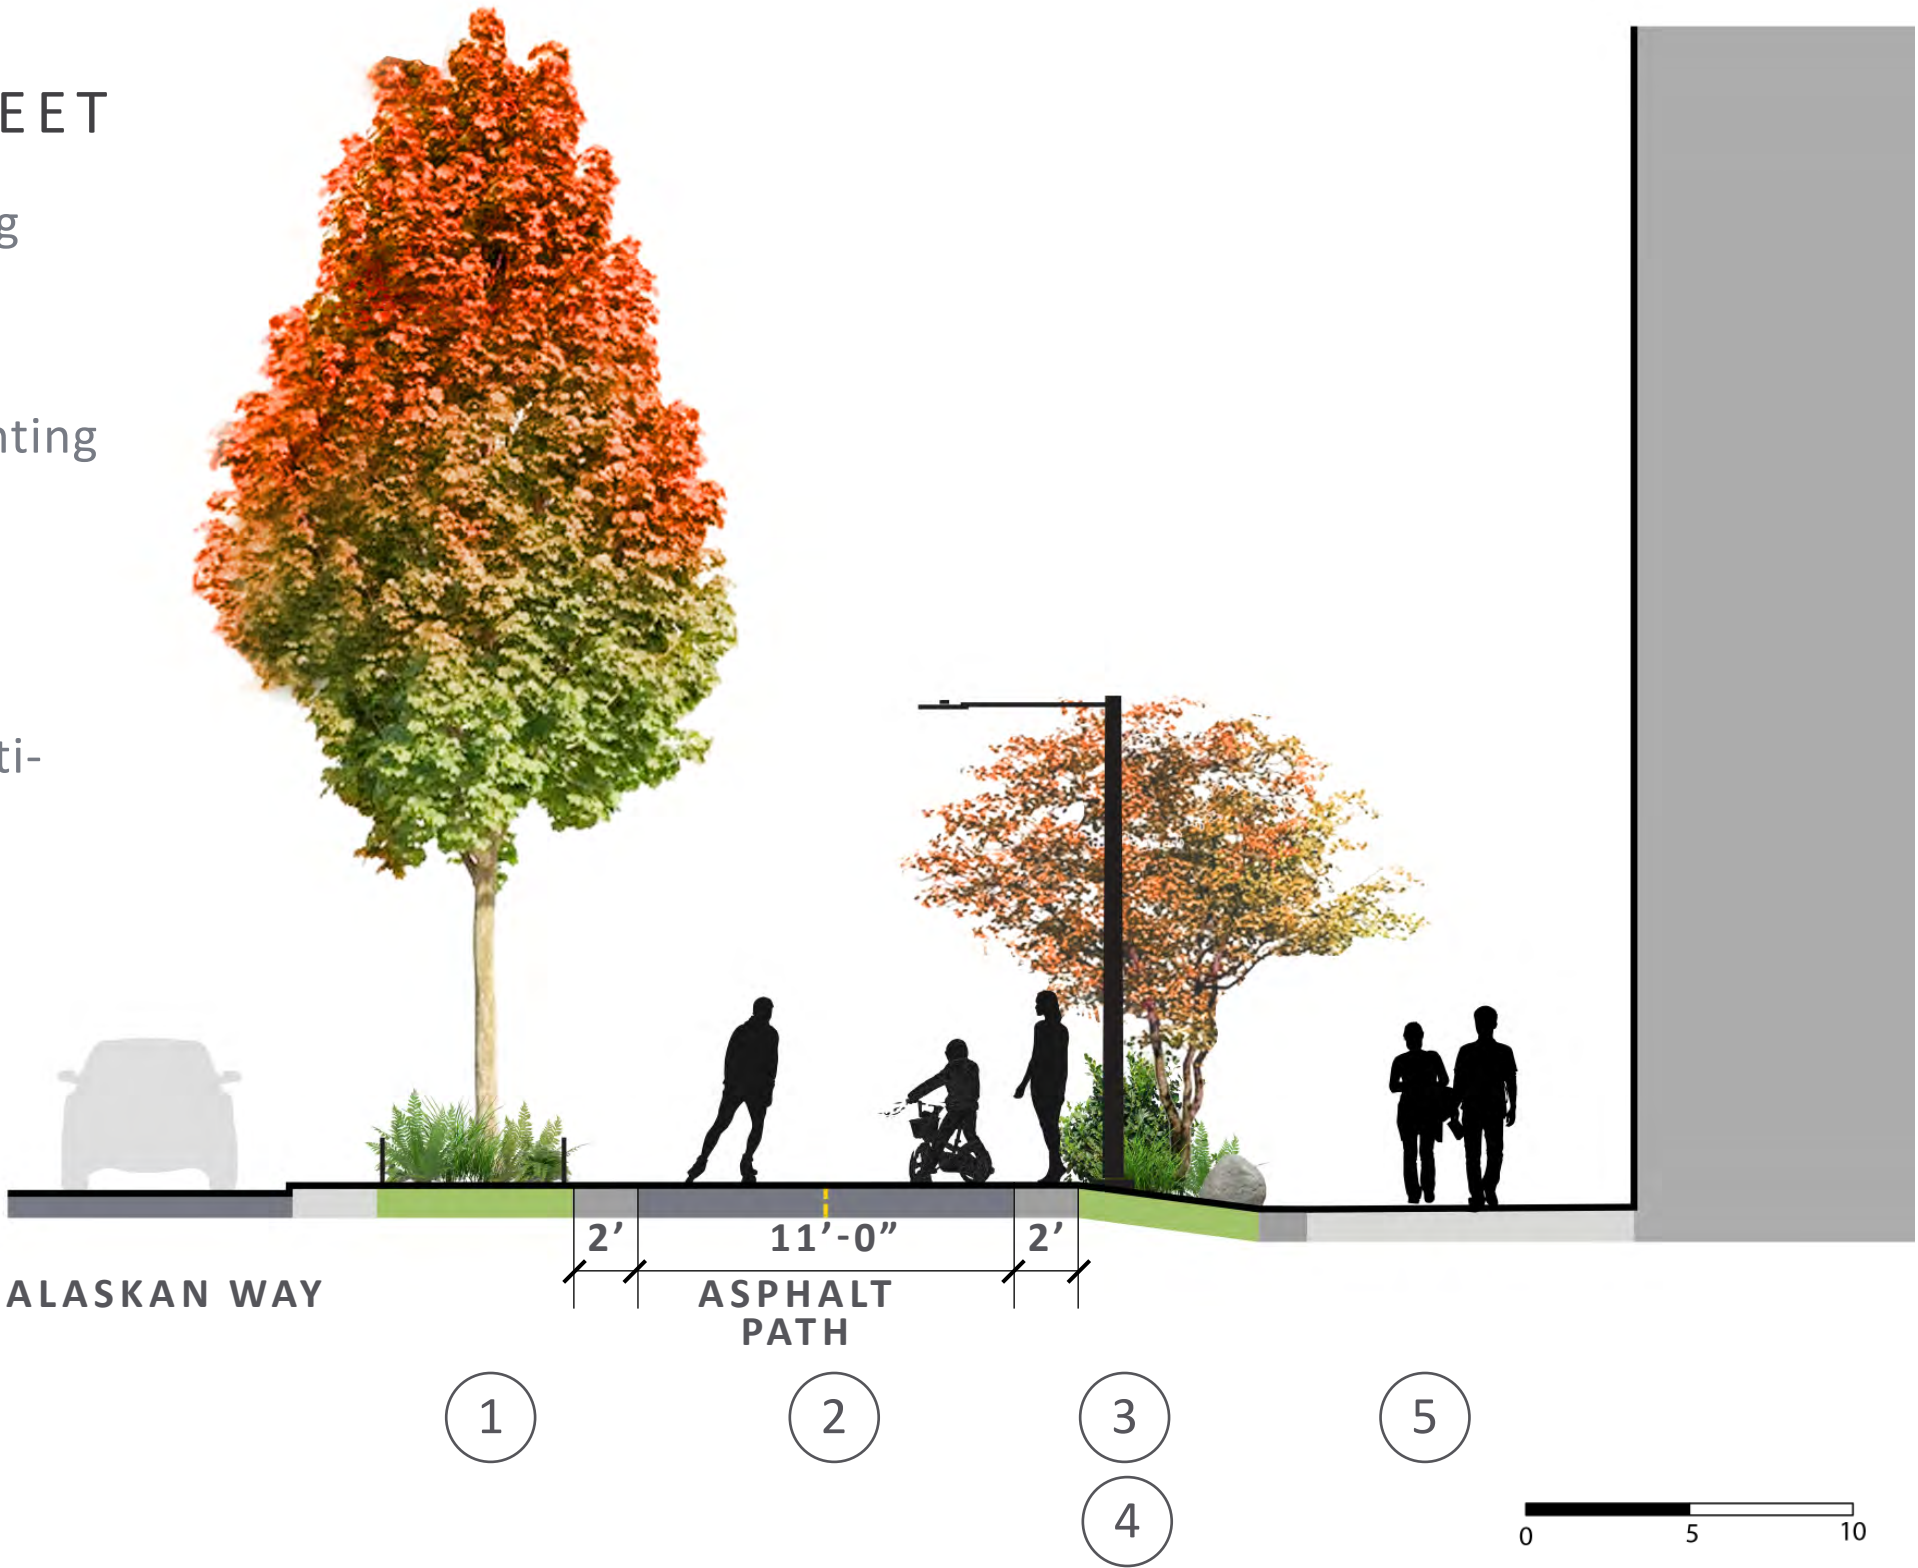 EET
g
nting
ti-
2’ 11’-0” 2’
ALASKAN WAY
ASPHALT
PATH
1 2 3 5
4
0 5 10